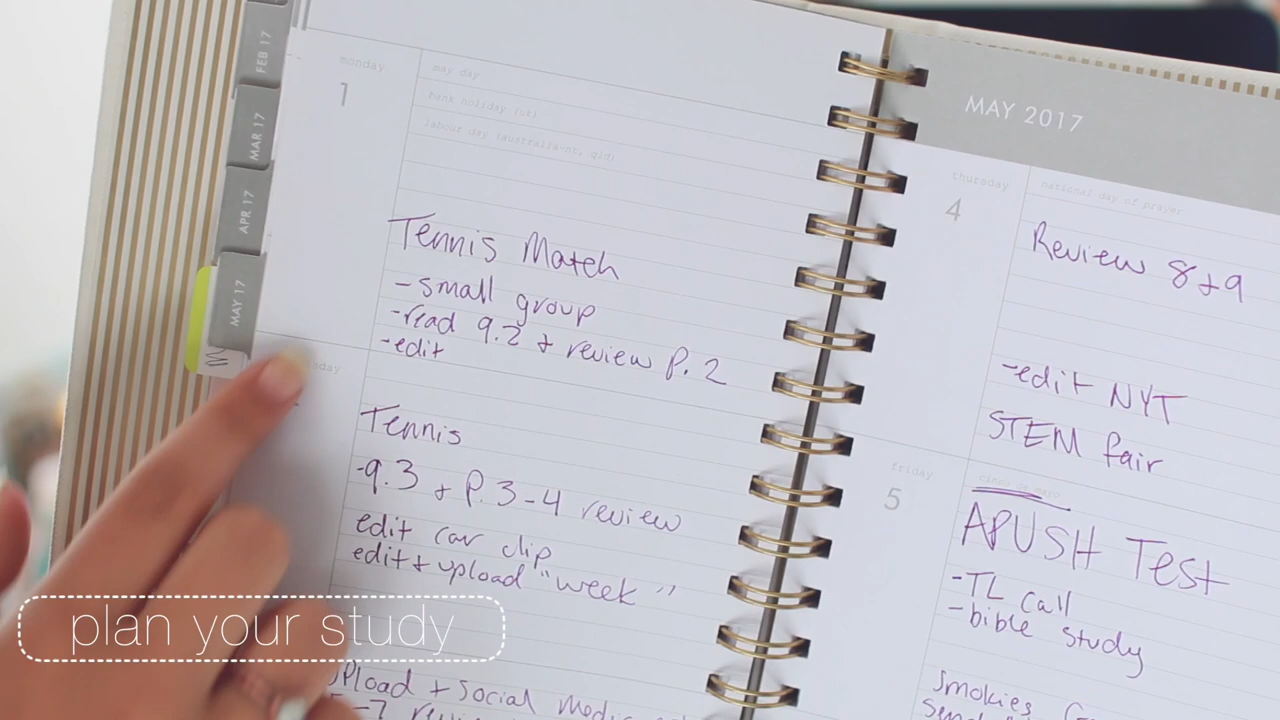 FEB 17
MAR 17
APR 17
MAY 17
monday
1
may day
bank holiday (uk)
labour day (australia-nt, qld)
Tennis Match
- small group
- read 9.2 + review P. 2
- edit
Tennis
- 9.3 + P. 3-4 review
edit car clip
edit + upload "week"
upload + Social
MAY 2017
thursday
4
national day of prayer
Review 8+9
- edit NYT
STEM fair
friday
5
cinco de mayo
APUSH Test
- TL call
- bible study
Smokies
plan your study